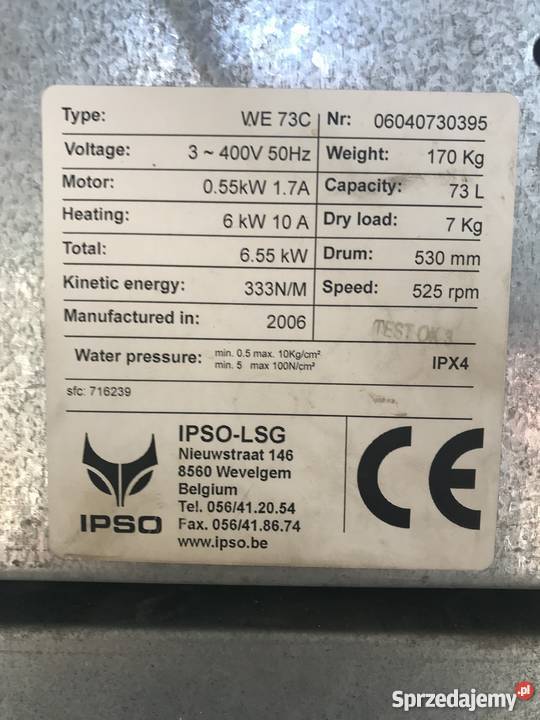 Type: WE 73C Nr: 06040730395
Voltage: 3 ~ 400V 50Hz Weight: 170 Kg
Motor: 0.55kW 1.7A Capacity: 73 L
Heating: 6 kW 10 A Dry load: 7 Kg
Total: 6.55 kW Drum: 530 mm
Kinetic energy: 333N/M Speed: 525 rpm
Manufactured in: 2006 TEST OK 3
Water pressure: min. 0.5 max. 10Kg/cm² IPX4
min. 5 max 100N/cm²
sfc: 716239
IPSO-LSG
Nieuwstraat 146
8560 Wevelgem
Belgium
Tel. 056/41.20.54
Fax. 056/41.86.74
www.ipso.be
IPSO
CE
Sprzedajemy.pl